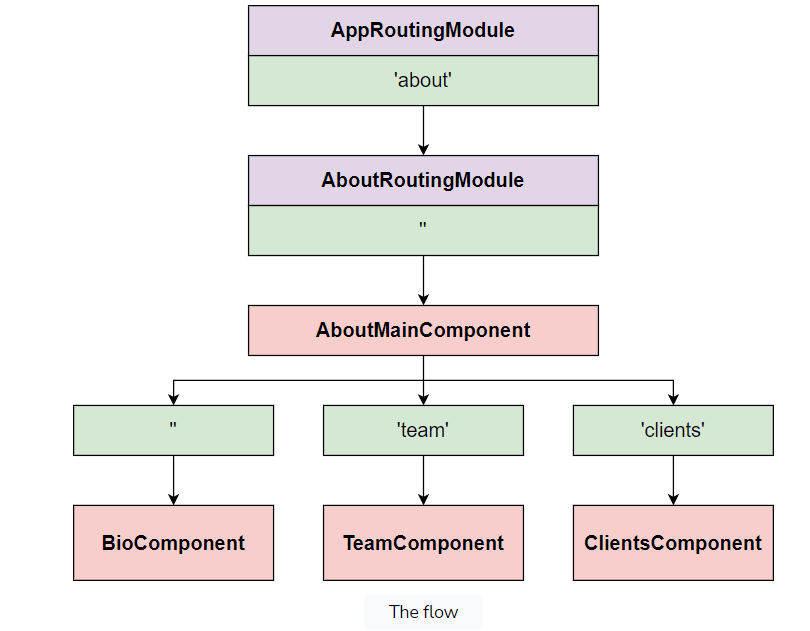 AppRoutingModule
'about'
AboutRoutingModule
''
AboutMainComponent
''
'team'
'clients'
BioComponent
TeamComponent
ClientsComponent
The flow